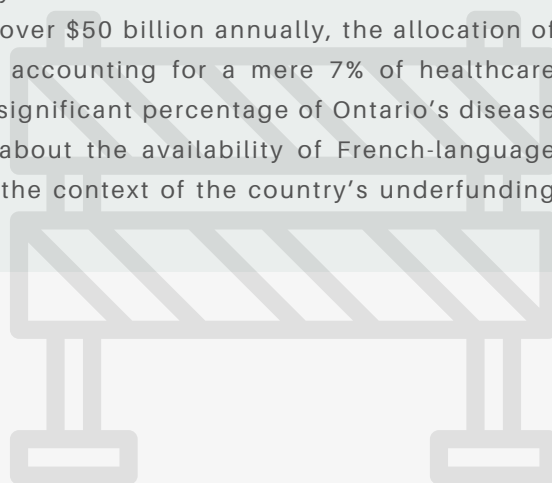 over $50 billion annually, the allocation of
accounting for a mere 7% of healthcare
significant percentage of Ontario’s disease
about the availability of French-language
the context of the country’s underfunding